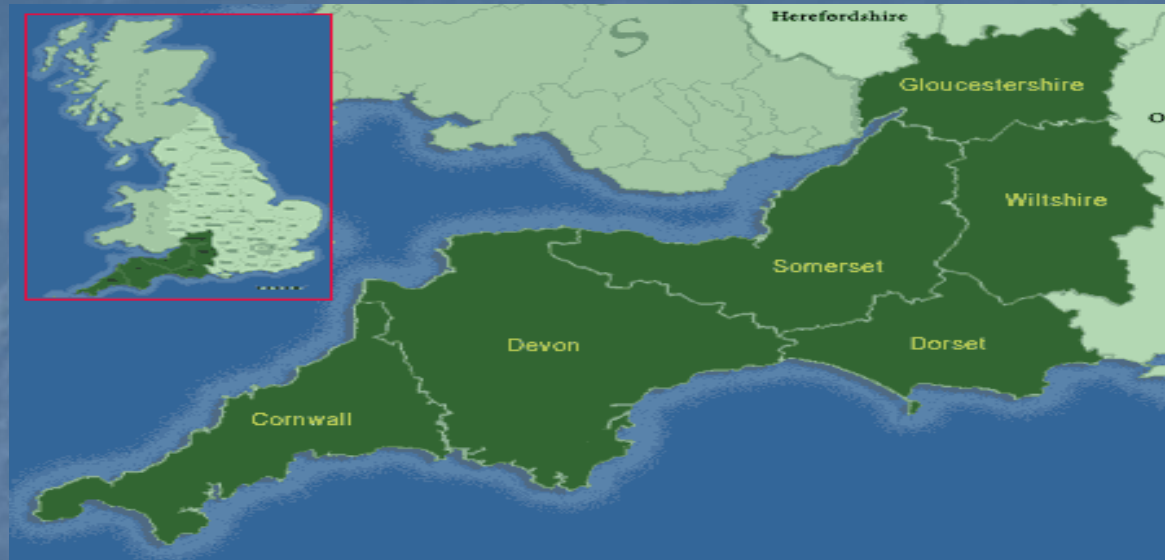 Herefordshire
S
Gloucestershire
O
Wiltshire
Somerset
Devon
Dorset
Cornwall